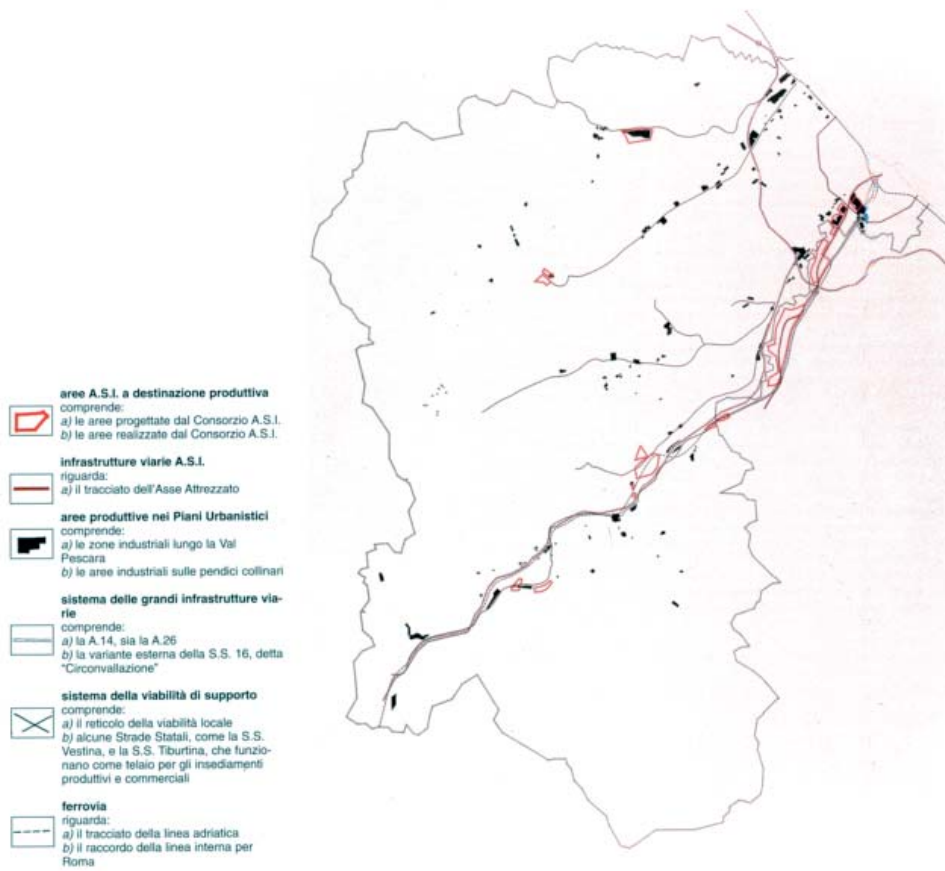 aree A.S.I. a destinazione produttiva
comprende:
a) le aree progettate dal Consorzio A.S.I.
b) le aree realizzate dal Consorzio A.S.I.
infrastrutture viarie A.S.I.
riguarda:
a) il tracciato dell'Asse Attrezzato
aree produttive nei Piani Urbanistici
comprende:
a) le zone industriali lungo la Val
Pescara
b) le aree industriali sulle pendici collinari
sistema delle grandi infrastrutture via-
rie
comprende:
a) la A.14, sia la A.26
b) la variante esterna della S.S. 16, detta
"Circonvallazione"
sistema della viabilità di supporto
comprende:
a) il reticolo della viabilità locale
b) alcune Strade Statali, come la S.S.
Vestina, e la S.S. Tiburtina, che funzio-
nano come telaio per gli insediamenti
produttivi e commerciali
ferrovia
riguarda:
a) il tracciato della linea adriatica
b) il raccordo della linea interna per
Roma